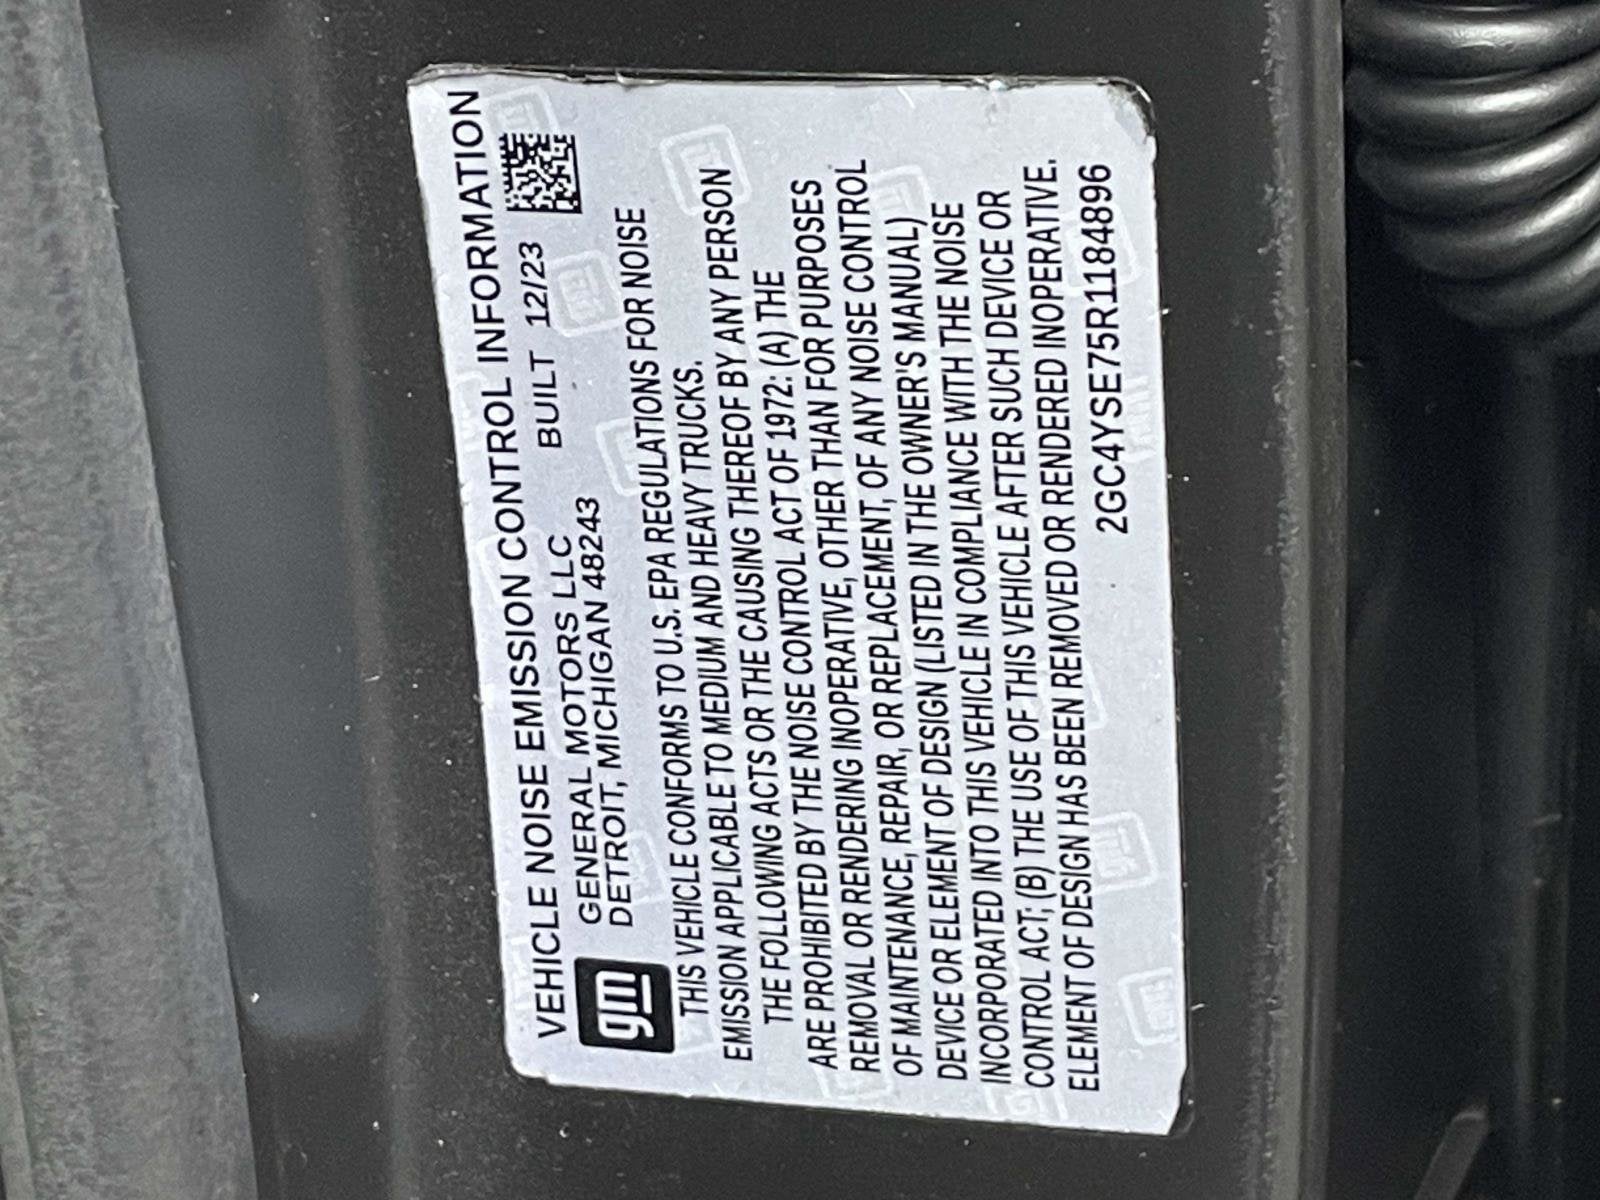 VEHICLE NOISE EMISSION CONTROL INFORMATION
gm
GENERAL MOTORS LLC BUILT 12/23
DETROIT, MICHIGAN 48243
THIS VEHICLE CONFORMS TO U.S. EPA REGULATIONS FOR NOISE
EMISSION APPLICABLE TO MEDIUM AND HEAVY TRUCKS.
THE FOLLOWING ACTS OR THE CAUSING THEREOF BY ANY PERSON
ARE PROHIBITED BY THE NOISE CONTROL ACT OF 1972: (A) THE
REMOVAL OR RENDERING INOPERATIVE, OTHER THAN FOR PURPOSES
OF MAINTENANCE, REPAIR, OR REPLACEMENT, OF ANY NOISE CONTROL
DEVICE OR ELEMENT OF DESIGN (LISTED IN THE OWNER'S MANUAL)
INCORPORATED INTO THIS VEHICLE IN COMPLIANCE WITH THE NOISE
CONTROL ACT; (B) THE USE OF THIS VEHICLE AFTER SUCH DEVICE OR
ELEMENT OF DESIGN HAS BEEN REMOVED OR RENDERED INOPERATIVE.
2GC4YSE75R1184896